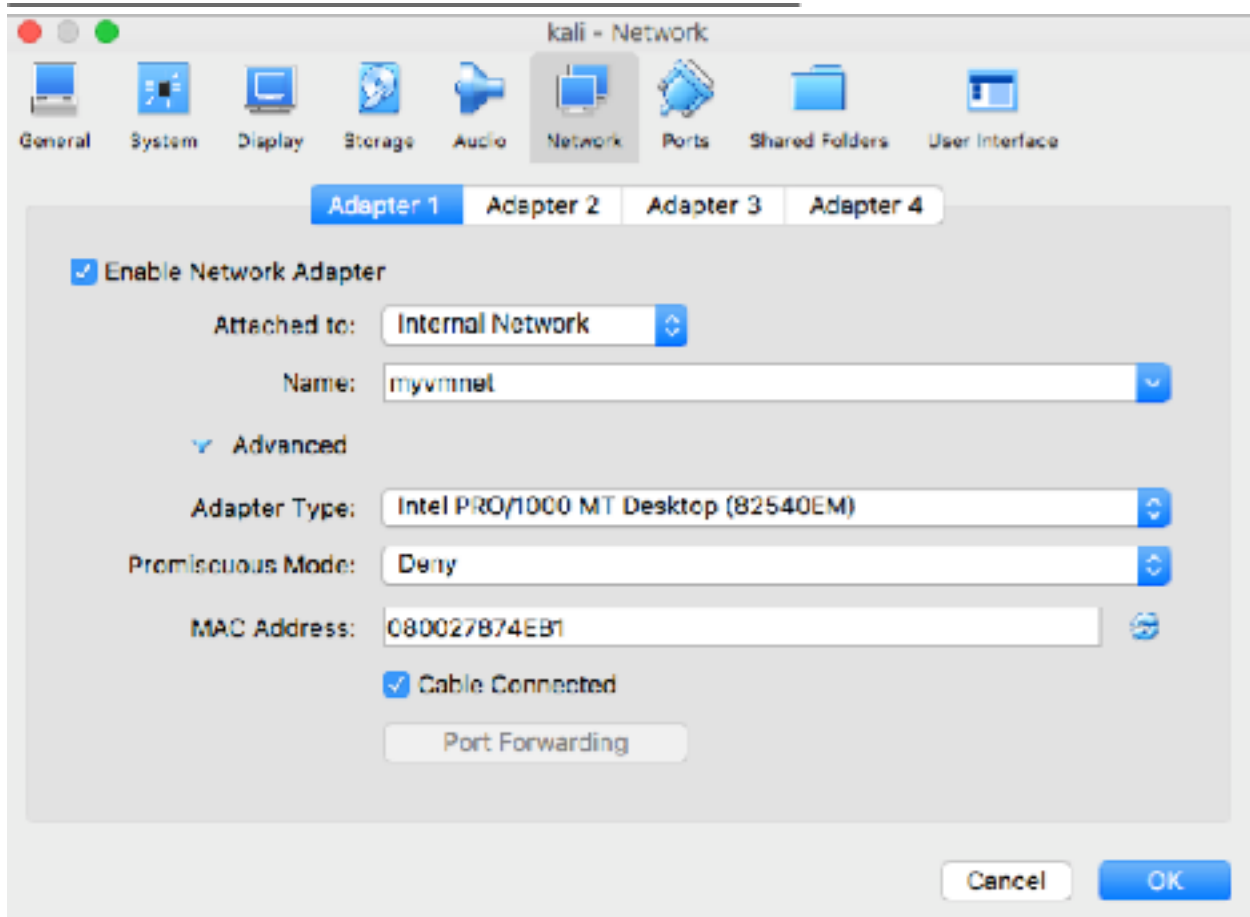 kali - Network
General System Display Storage Audio Network Ports Shared Folders User Interface
Adapter 1 Adapter 2 Adapter 3 Adapter 4
Enable Network Adapter
Attached to: Internal Network
Name: myvmnet
Advanced
Adapter Type: Intel PRO/1000 MT Desktop (82540EM)
Promiscuous Mode: Deny
MAC Address: 080027874EB1
Cable Connected
Port Forwarding
Cancel OK